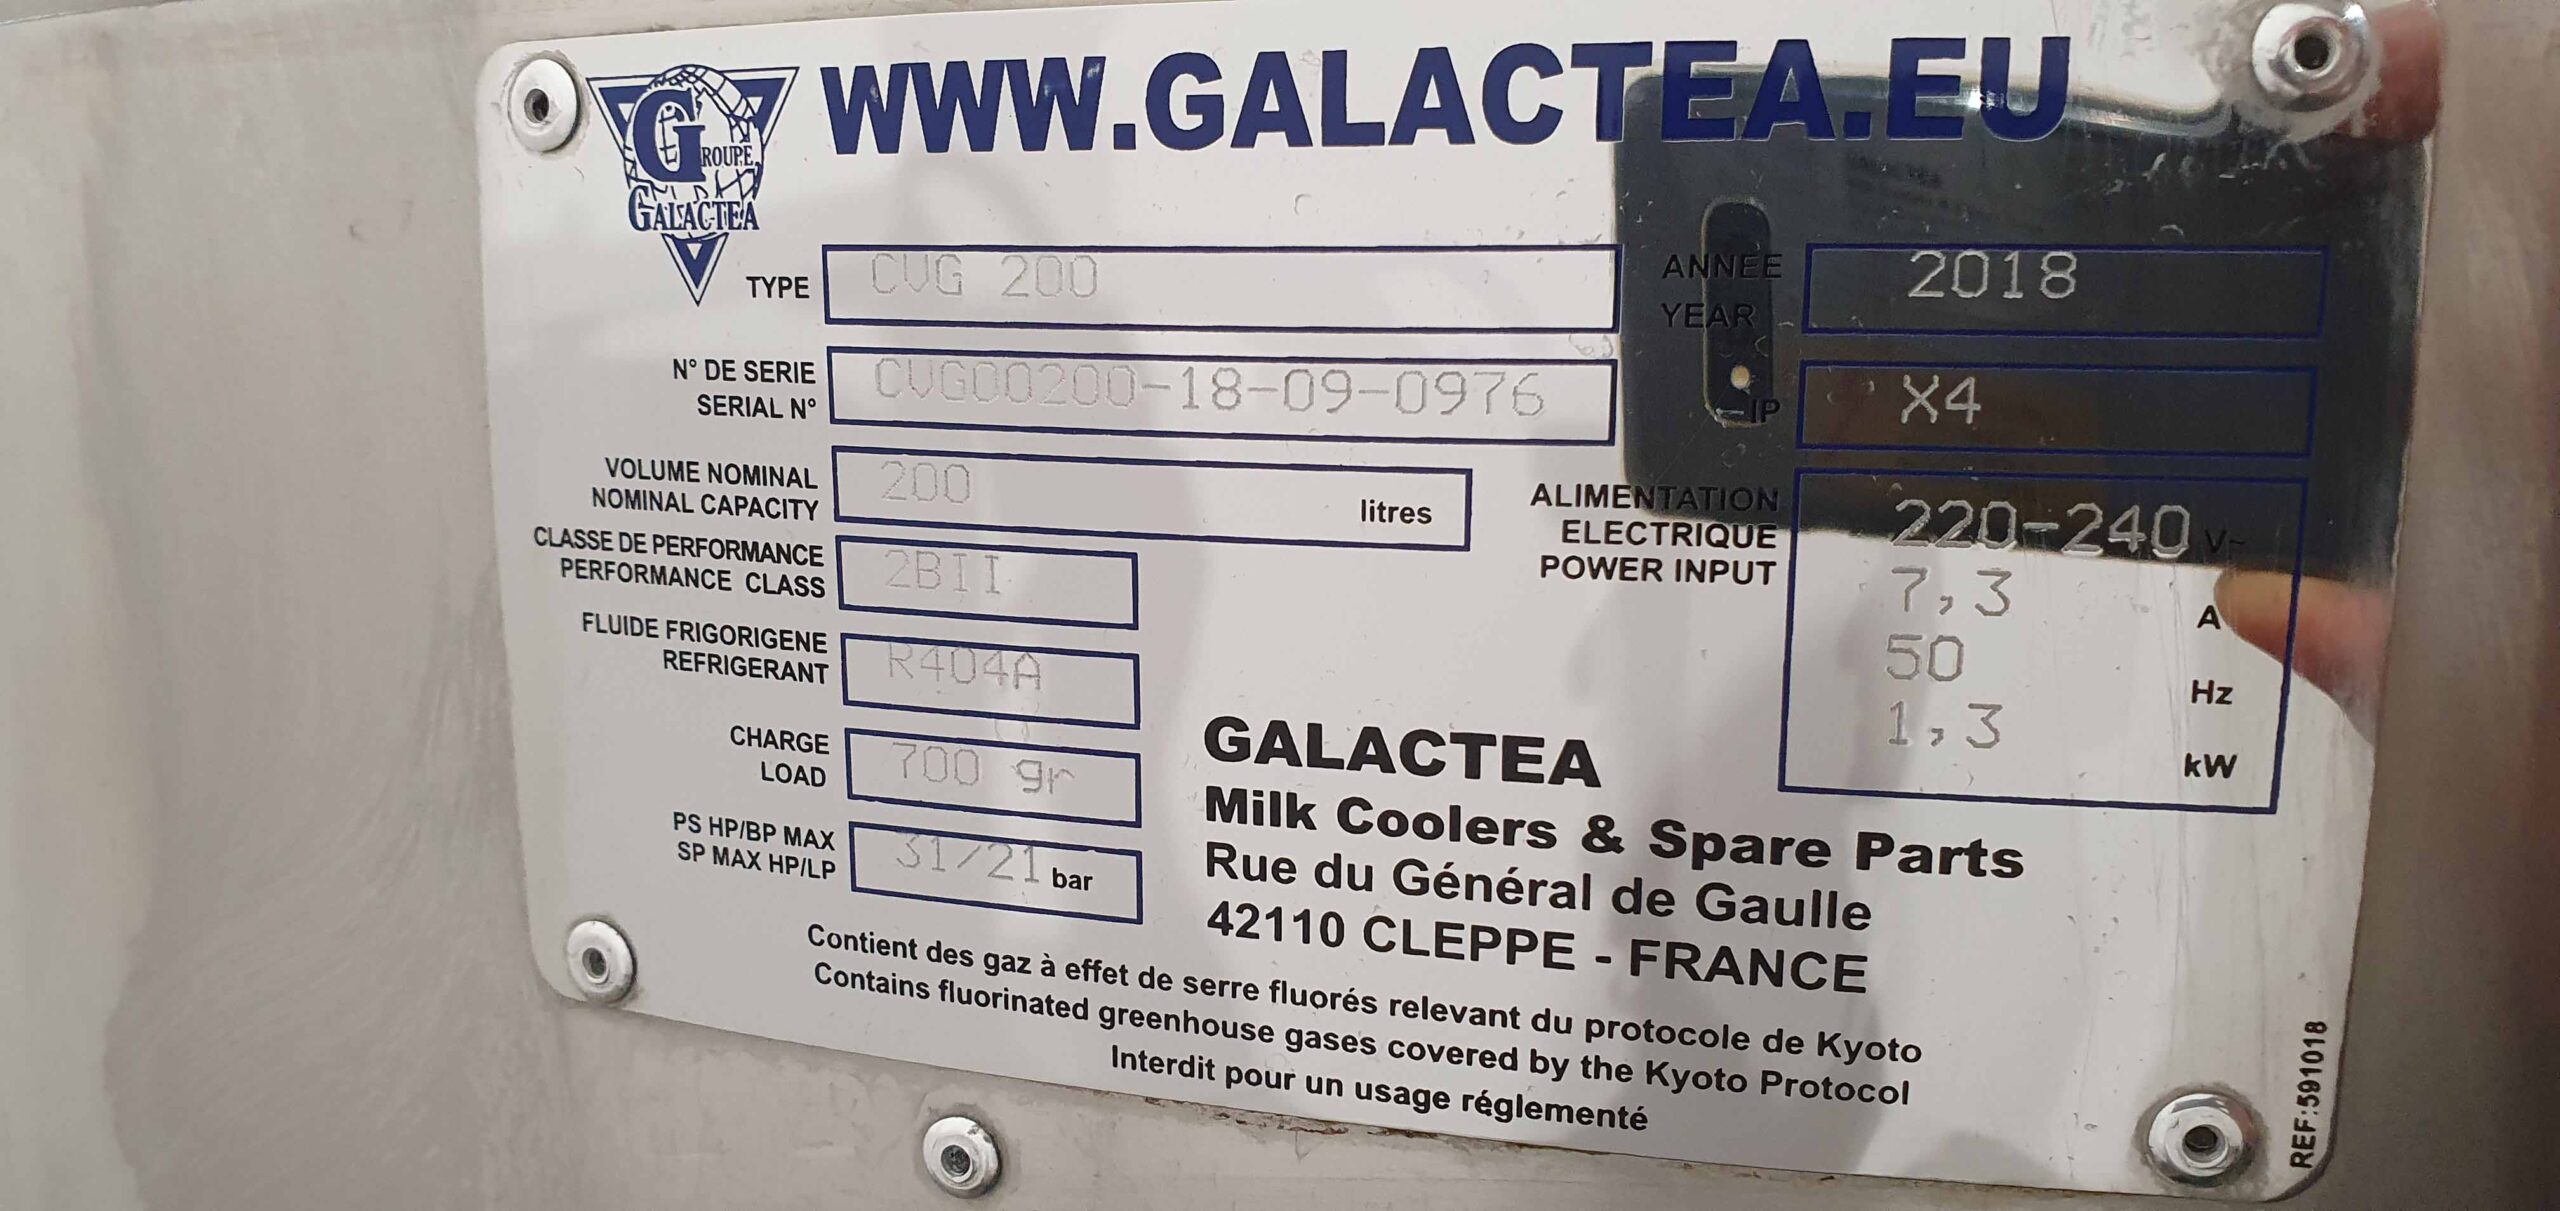 WWW.GALACTEA.EU
GROUPE
GALACTEA
TYPE CVG 200
ANNEE 2018
YEAR
N° DE SERIE CVG00200-18-09-0976
SERIAL N°
IP X4
VOLUME NOMINAL 200 litres
NOMINAL CAPACITY
CLASSE DE PERFORMANCE 2BII
PERFORMANCE CLASS
FLUIDE FRIGORIGENE R404A
REFRIGERANT
CHARGE 700 gr
LOAD
PS HP/BP MAX 31/21 bar
SP MAX HP/LP
ALIMENTATION
ELECTRIQUE
POWER INPUT
220-240 V~
7,3 A
50 Hz
1,3 kW
GALACTEA
Milk Coolers & Spare Parts
Rue du Général de Gaulle
42110 CLEPPE - FRANCE
Contient des gaz à effet de serre fluorés relevant du protocole de Kyoto
Contains fluorinated greenhouse gases covered by the Kyoto Protocol
Interdit pour un usage réglementé
REF:591018